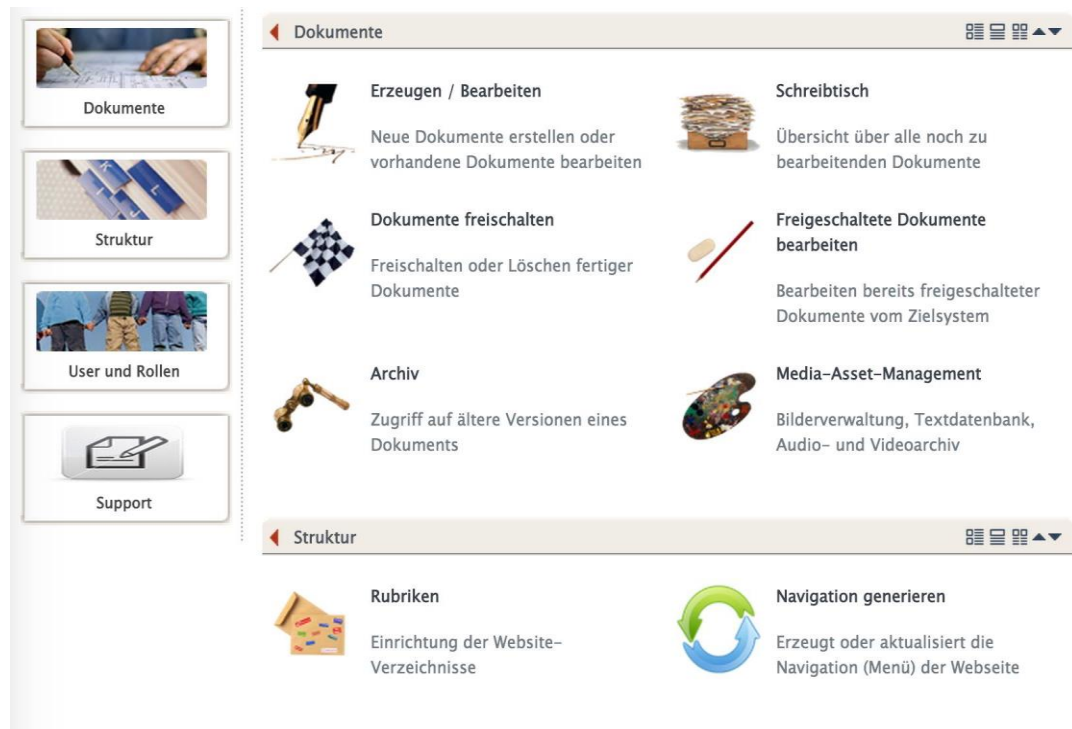 Dokumente
Struktur
User und Rollen
Support
Dokumente
Erzeugen / Bearbeiten
Neue Dokumente erstellen oder
vorhandene Dokumente bearbeiten
Schreibtisch
Übersicht über alle noch zu
bearbeitenden Dokumente
Dokumente freischalten
Freischalten oder Löschen fertiger
Dokumente
Freigeschaltete Dokumente
bearbeiten
Bearbeiten bereits freigeschalteter
Dokumente vom Zielsystem
Archiv
Zugriff auf ältere Versionen eines
Dokuments
Media-Asset-Management
Bilderverwaltung, Textdatenbank,
Audio- und Videoarchiv
Struktur
Rubriken
Einrichtung der Website-
Verzeichnisse
Navigation generieren
Erzeugt oder aktualisiert die
Navigation (Menü) der Webseite